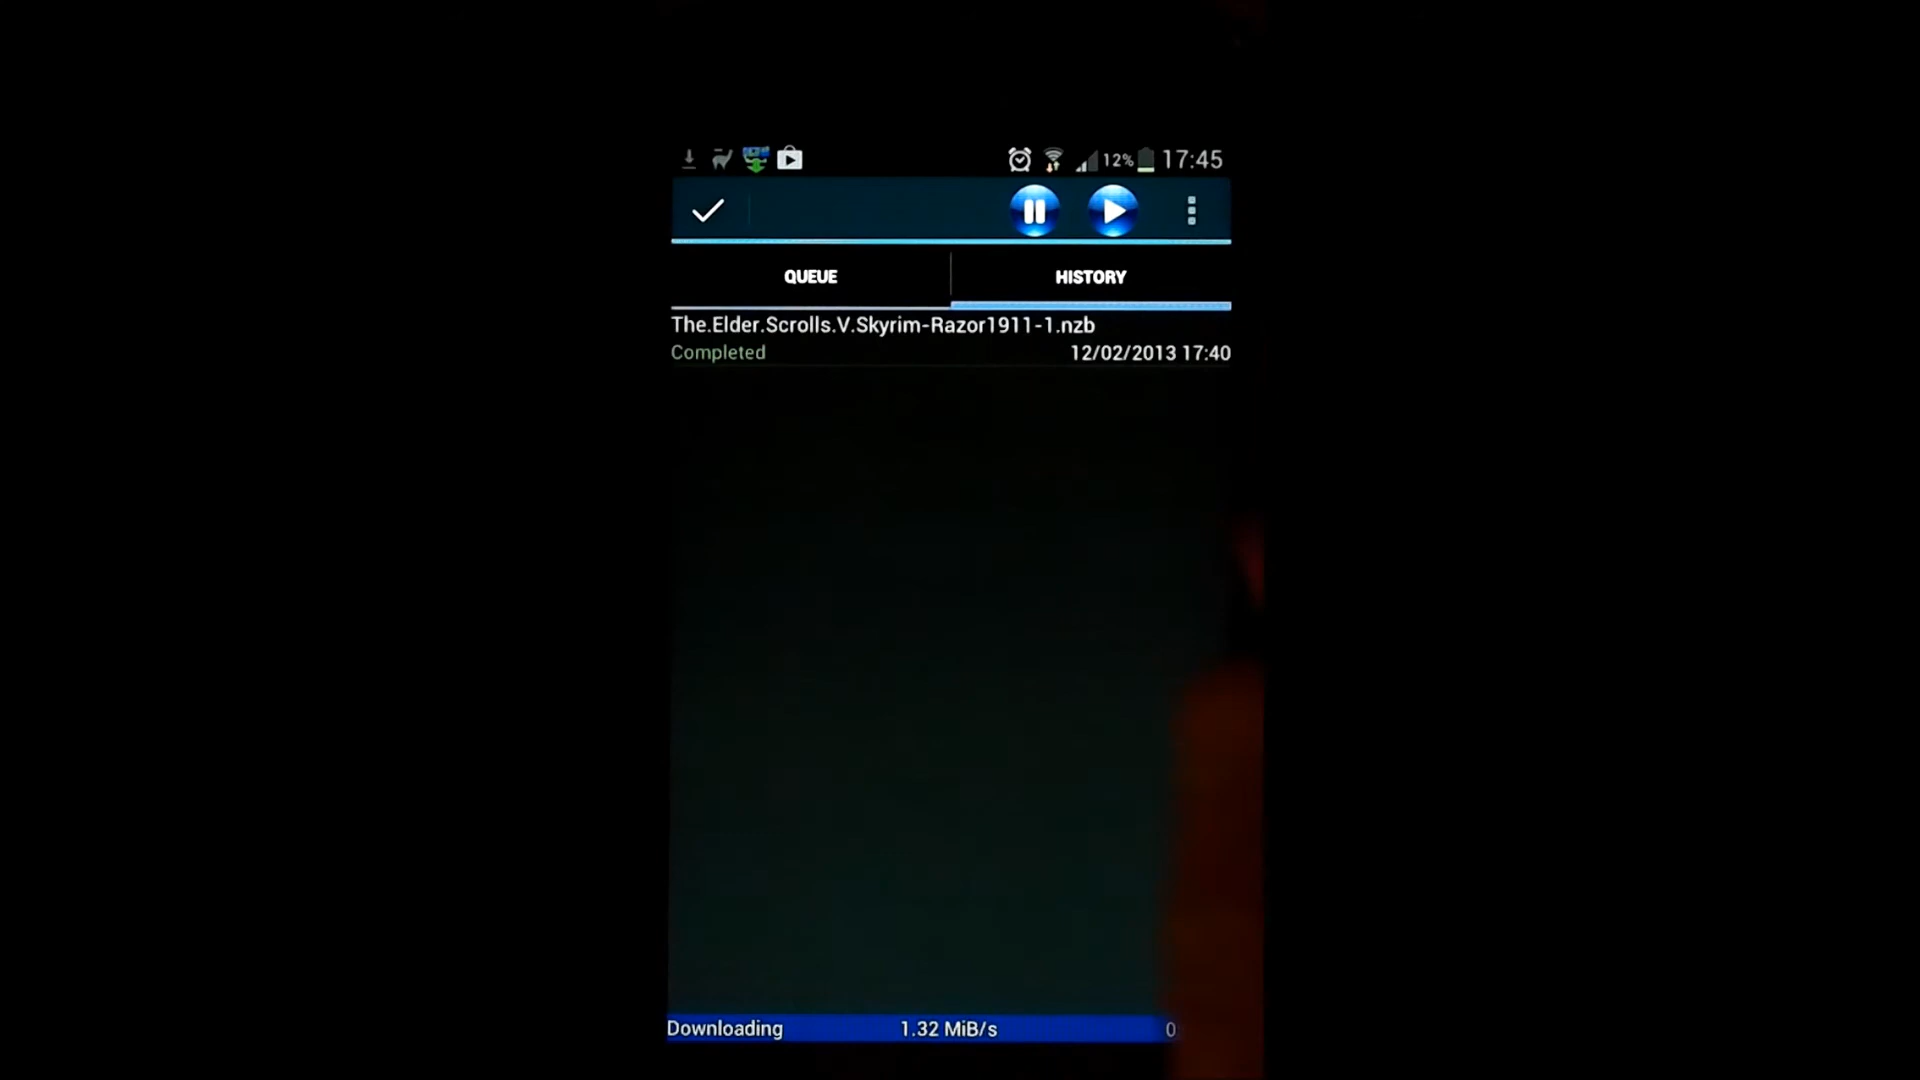 12% 17:45
QUEUE HISTORY
The.Elder.Scrolls.V.Skyrim-Razor1911-1.nzb
Completed 12/02/2013 17:40
Downloading 1.32 MiB/s 0